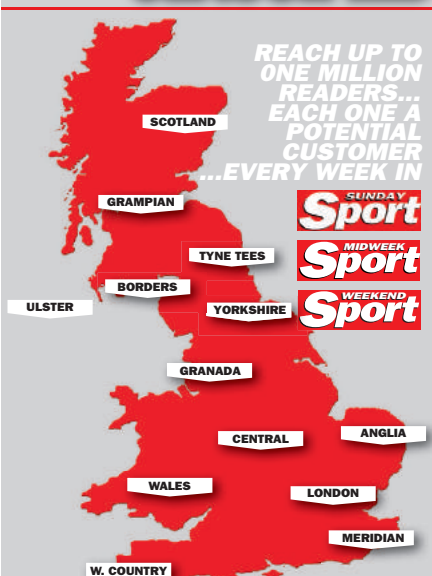 REACH UP TO
ONE MILLION
READERS...
EACH ONE A
POTENTIAL
CUSTOMER
...EVERY WEEK IN
SCOTLAND
SUNDAY
Sport
GRAMPIAN
MIDWEEK
Sport
TYNE TEES
BORDERS
WEEKEND
Sport
ULSTER
YORKSHIRE
GRANADA
CENTRAL
ANGLIA
WALES
LONDON
MERIDIAN
W. COUNTRY